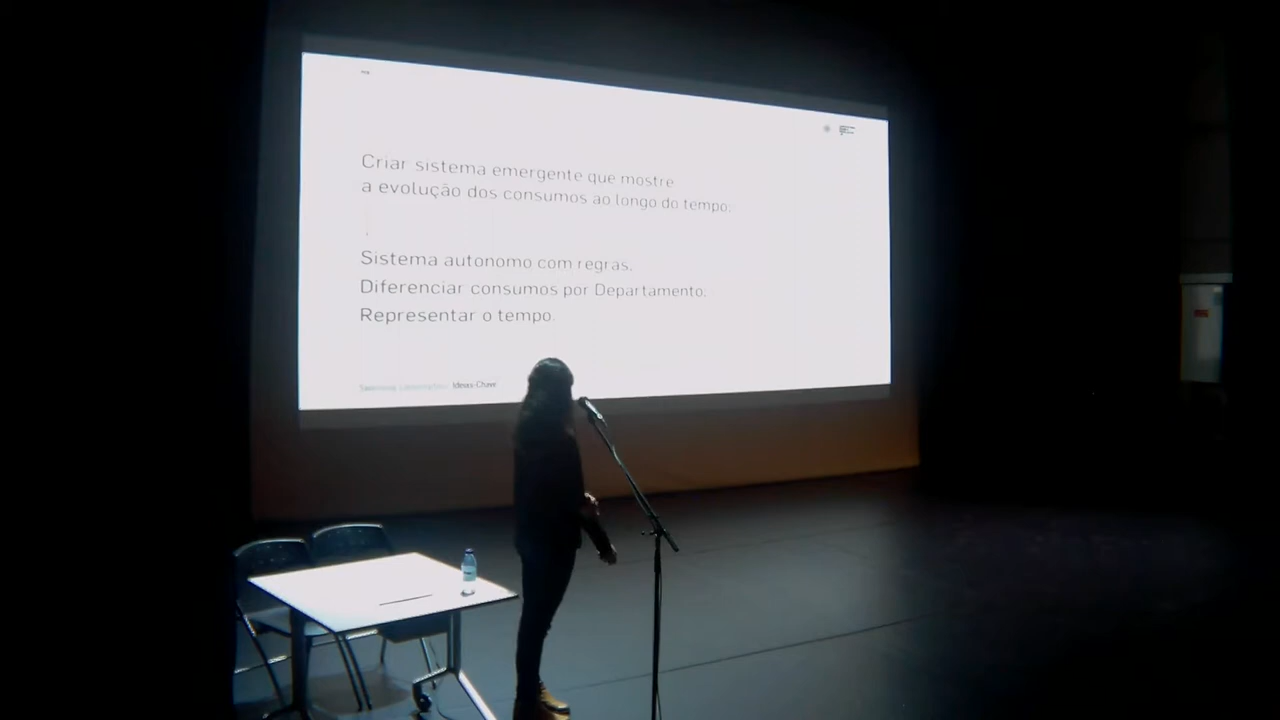 Criar sistema emergente que mostre
a evolução dos consumos ao longo do tempo.
Sistema autonomo com regras.
Diferenciar consumos por Departamento.
Representar o tempo.
Ideias-Chave